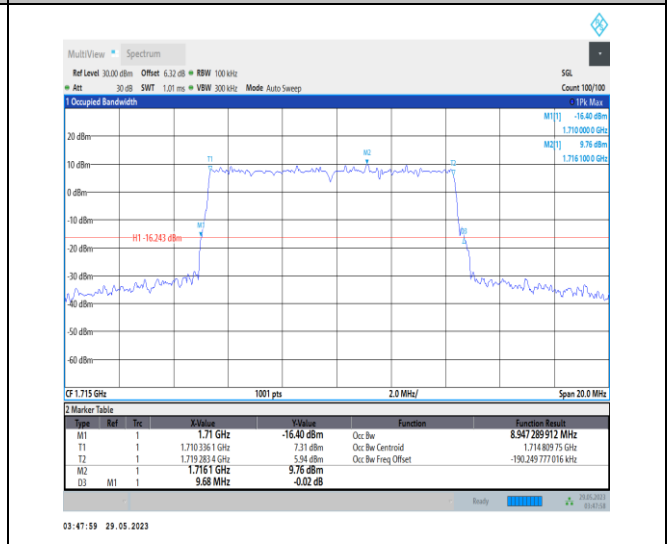 MultiView Spectrum
Ref Level 30.00 dBm Offset 6.32 dB RBW 100 kHz SGL
Att 30 dB SWT 1.01 ms VBW 300 kHz Mode Auto Sweep Count 100/100
1 Occupied Bandwidth 1Pk Max
M1[1] -16.40 dBm
1.710 000 0 GHz
M2[1] 9.76 dBm
1.716 100 0 GHz
20 dBm
M2
T1 T2
10 dBm
0 dBm
-10 dBm
M1
H1 -16.243 dBm
D3
-20 dBm
-30 dBm
-40 dBm
-50 dBm
-60 dBm
CF 1.715 GHz 1001 pts 2.0 MHz/ Span 20.0 MHz
2 Marker Table
Type Ref Trc X-Value Y-Value Function Function Result
M1 1 1.71 GHz -16.40 dBm Occ Bw 8.947 289 912 MHz
T1 1 1.710 336 1 GHz 7.31 dBm Occ Bw Centroid 1.714 809 75 GHz
T2 1 1.719 283 4 GHz 5.94 dBm Occ Bw Freq Offset -190.249 777 016 kHz
M2 1 1.716 1 GHz 9.76 dBm
D3 M1 1 9.68 MHz -0.02 dB
Ready 29.05.2023
03:47:58
03:47:59 29.05.2023